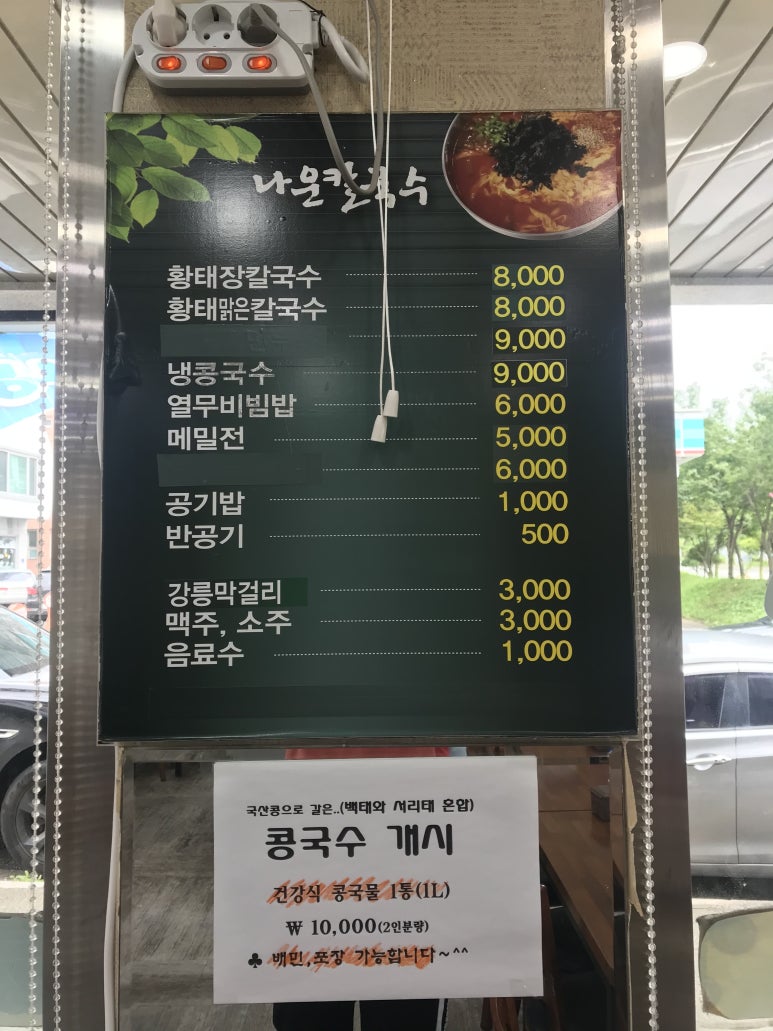 나운칼국수
황태장칼국수 8,000
황태맑은칼국수 8,000
9,000
냉콩국수 9,000
열무비빔밥 6,000
메밀전 5,000
6,000
공기밥 1,000
반공기 500
강릉막걸리 3,000
맥주, 소주 3,000
음료수 1,000
국산콩으로 갈은..(백태와 서리태 혼합)
콩국수 개시
건강식 콩국물 1통(1L)
₩ 10,000(2인분량)
♣ 배민,포장 가능합니다~^^